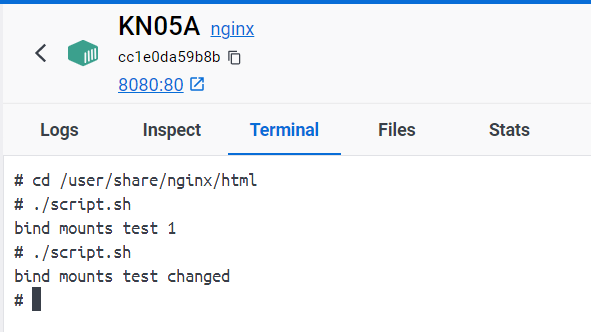 KN05A nginx
cc1e0da59b8b
8080:80
Logs Inspect Terminal Files Stats
# cd /user/share/nginx/html
# ./script.sh
bind mounts test 1
# ./script.sh
bind mounts test changed
#